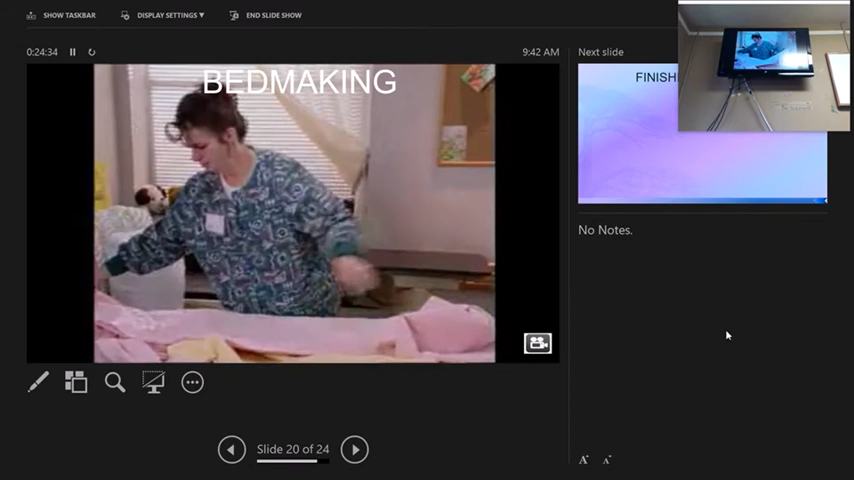 SHOW TASKBAR
DISPLAY SETTINGS ▼
END SLIDE SHOW
0:24:34
9:42 AM
Next slide
BEDMAKING
FINISH
No Notes.
Slide 20 of 24
A A